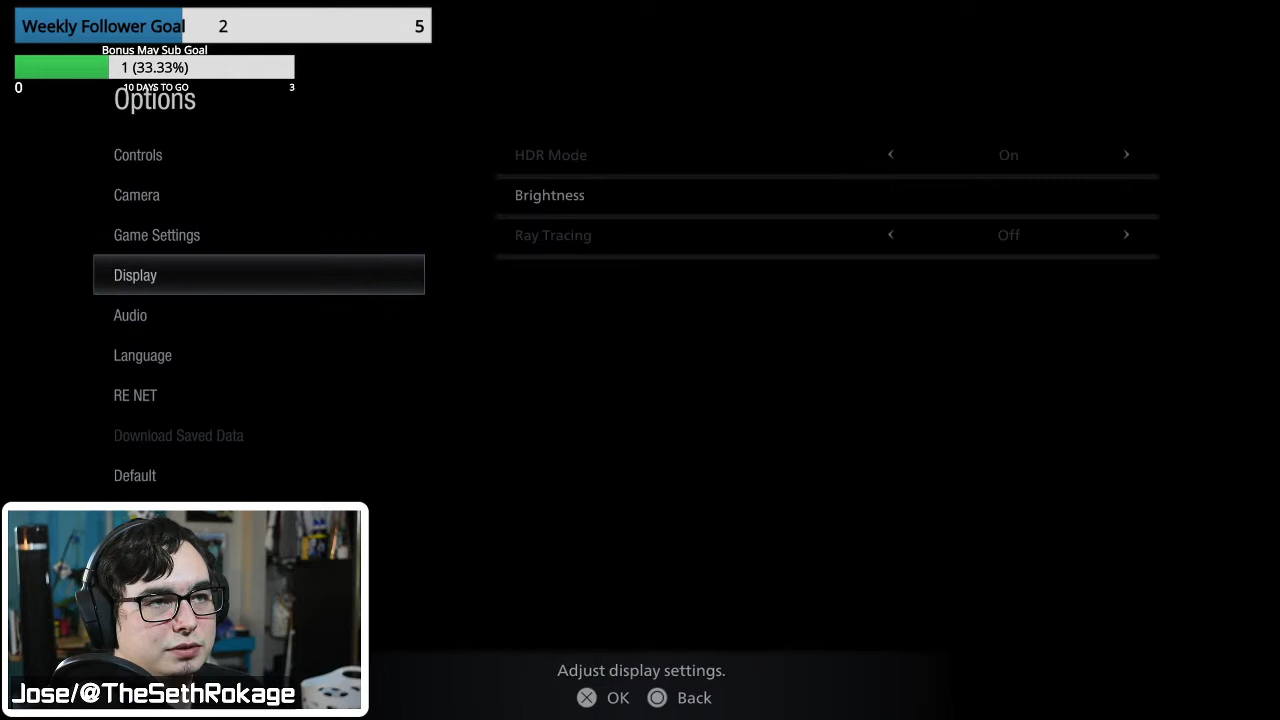 Weekly Follower Goal 2 5
Bonus May Sub Goal
1 (33.33%)
0 10 DAYS TO GO 3
Options
Controls
Camera
Game Settings
Display
Audio
Language
RE NET
Download Saved Data
Default
HDR Mode On
Brightness
Ray Tracing Off
Jose/@TheSethRokage
Adjust display settings.
OK Back